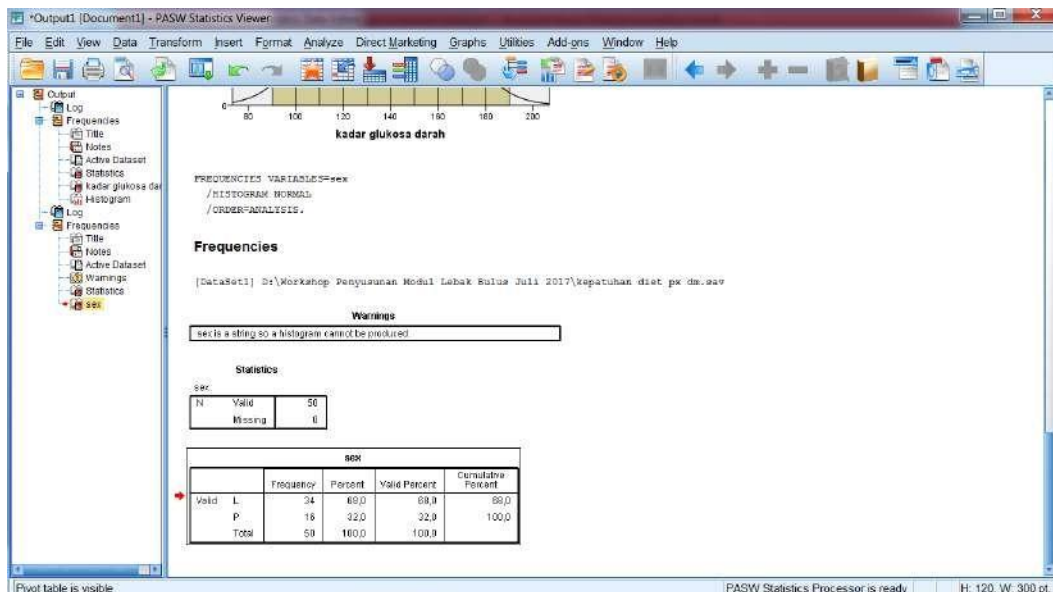 *Output1 [Document1] - PASW Statistics Viewer
File Edit View Data Transform Insert Format Analyze Direct Marketing Graphs Utilities Add-ons Window Help
Output
Log
Frequencies
Title
Notes
Active Dataset
Statistics
kadar glukosa dar
Histogram
Log
Frequencies
Title
Notes
Active Dataset
Warnings
Statistics
sex
0
80 100 120 140 160 180 200
kadar glukosa darah
FREQUENCIES VARIABLES=sex
/HISTOGRAM NORMAL
/ORDER=ANALYSIS.
Frequencies
[DataSet1] D:\Workshop Penyusunan Modul Lebak Bulus Juli 2017\kepatuhan diet px dm.sav
Warnings
sex is a string so a histogram cannot be produced.
Statistics
sex
N Valid 50
Missing 0
sex
Frequency Percent Valid Percent Cumulative Percent
Valid L 34 68,0 68,0 68,0
P 16 32,0 32,0 100,0
Total 50 100,0 100,0
Pivot table is visible PASW Statistics Processor is ready H: 120, W: 300 pt.